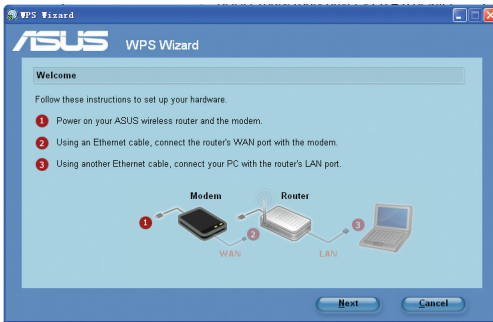 WPS Wizard
ASUS WPS Wizard
Welcome
Follow these instructions to set up your hardware.
1 Power on your ASUS wireless router and the modem.
2 Using an Ethernet cable, connect the router's WAN port with the modem.
3 Using another Ethernet cable, connect your PC with the router's LAN port.
Modem Router
1 2 3
WAN LAN
Next Cancel